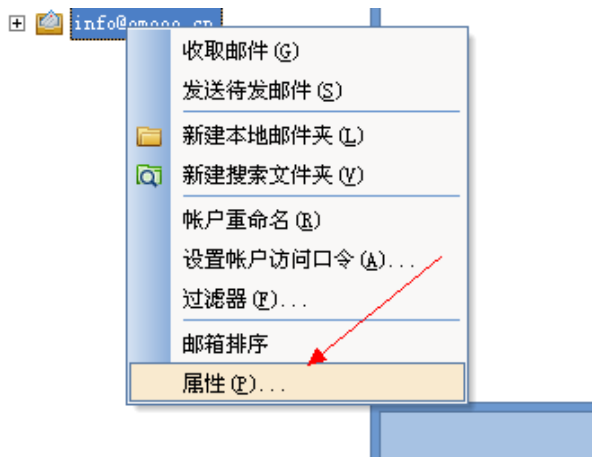 info@omooo.cn
收取邮件(G)
发送待发邮件(S)
新建本地邮件夹(L)
新建搜索文件夹(V)
帐户重命名(R)
设置帐户访问口令(A)...
过滤器(F)...
邮箱排序
属性(P)...